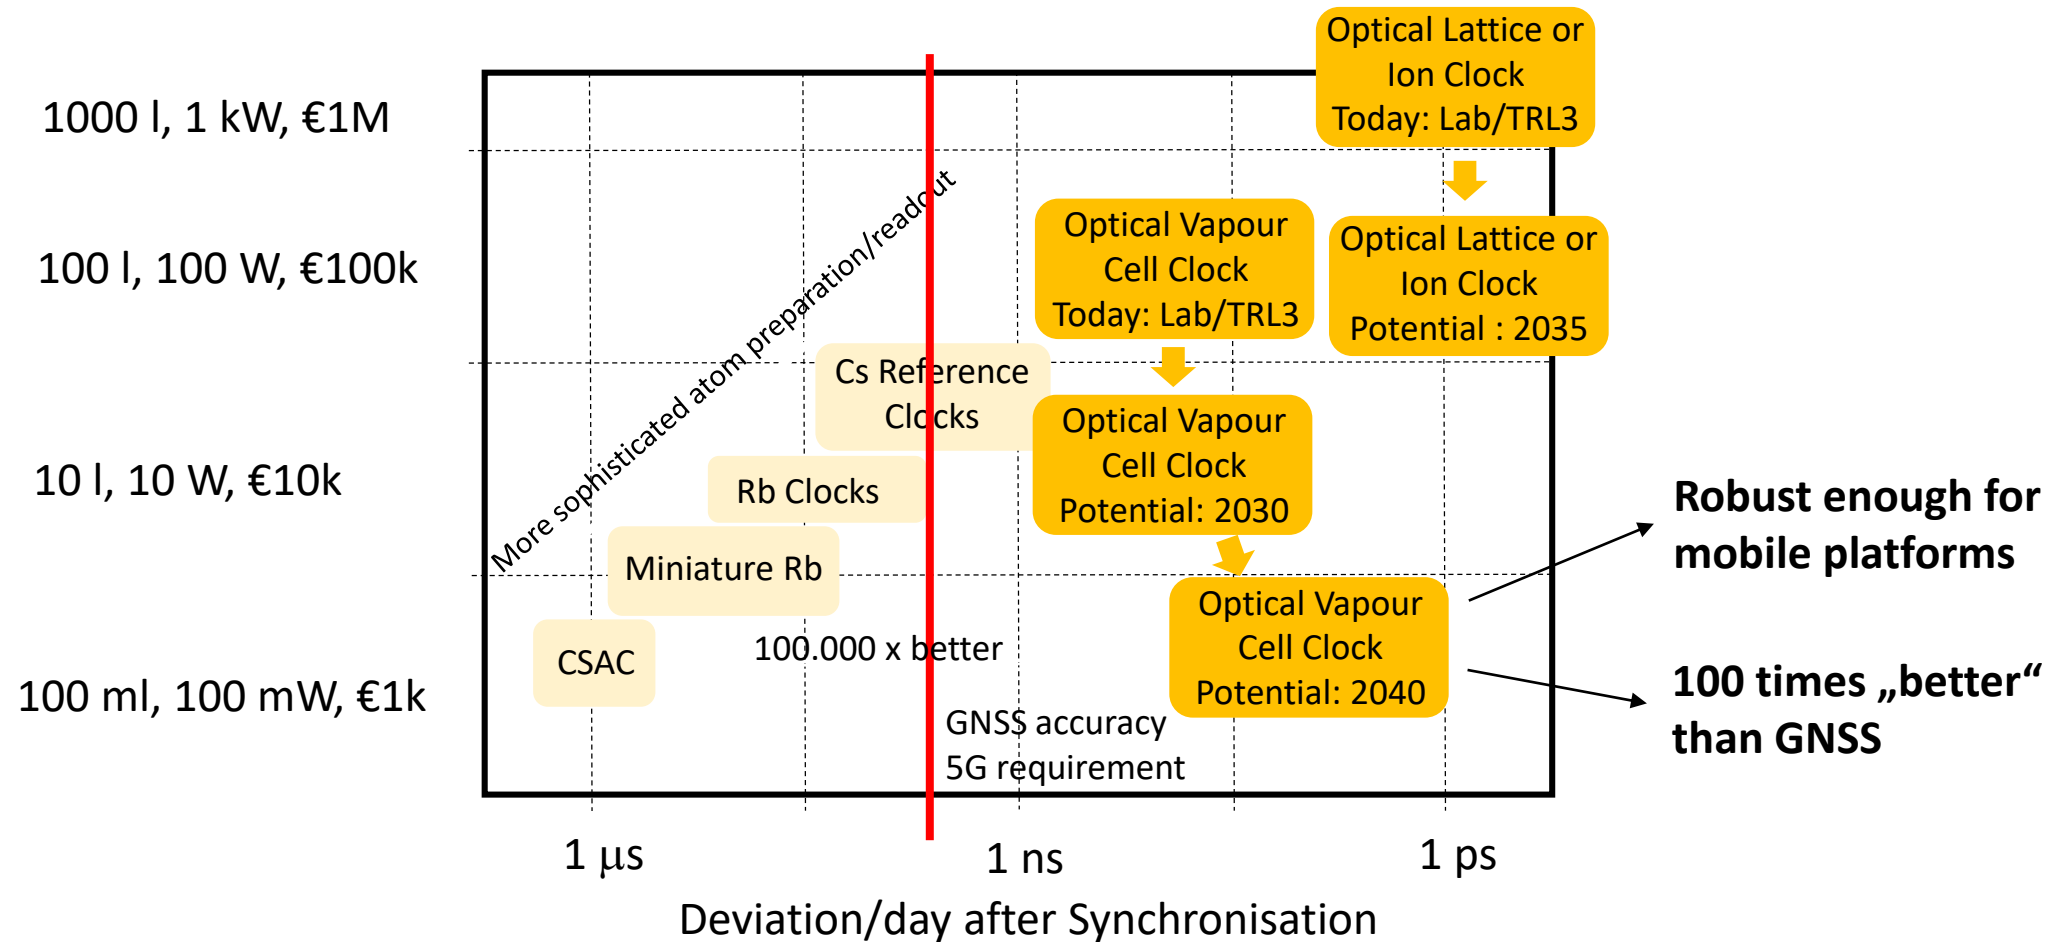 Optical Lattice or
Ion Clock
Today: Lab/TRL3
1000 l, 1 kW, €1M
More sophisticated atom preparation/readout
Optical Vapour
Cell Clock
Today: Lab/TRL3
Optical Lattice or
Ion Clock
Potential : 2035
100 l, 100 W, €100k
Cs Reference
Clocks
Optical Vapour
Cell Clock
Potential: 2030
10 l, 10 W, €10k
Rb Clocks
Miniature Rb
Robust enough for
mobile platforms
Optical Vapour
Cell Clock
Potential: 2040
100.000 x better
CSAC
100 ml, 100 mW, €1k
100 times „better“
than GNSS
GNSS accuracy
5G requirement
1 μs
1 ns
1 ps
Deviation/day after Synchronisation